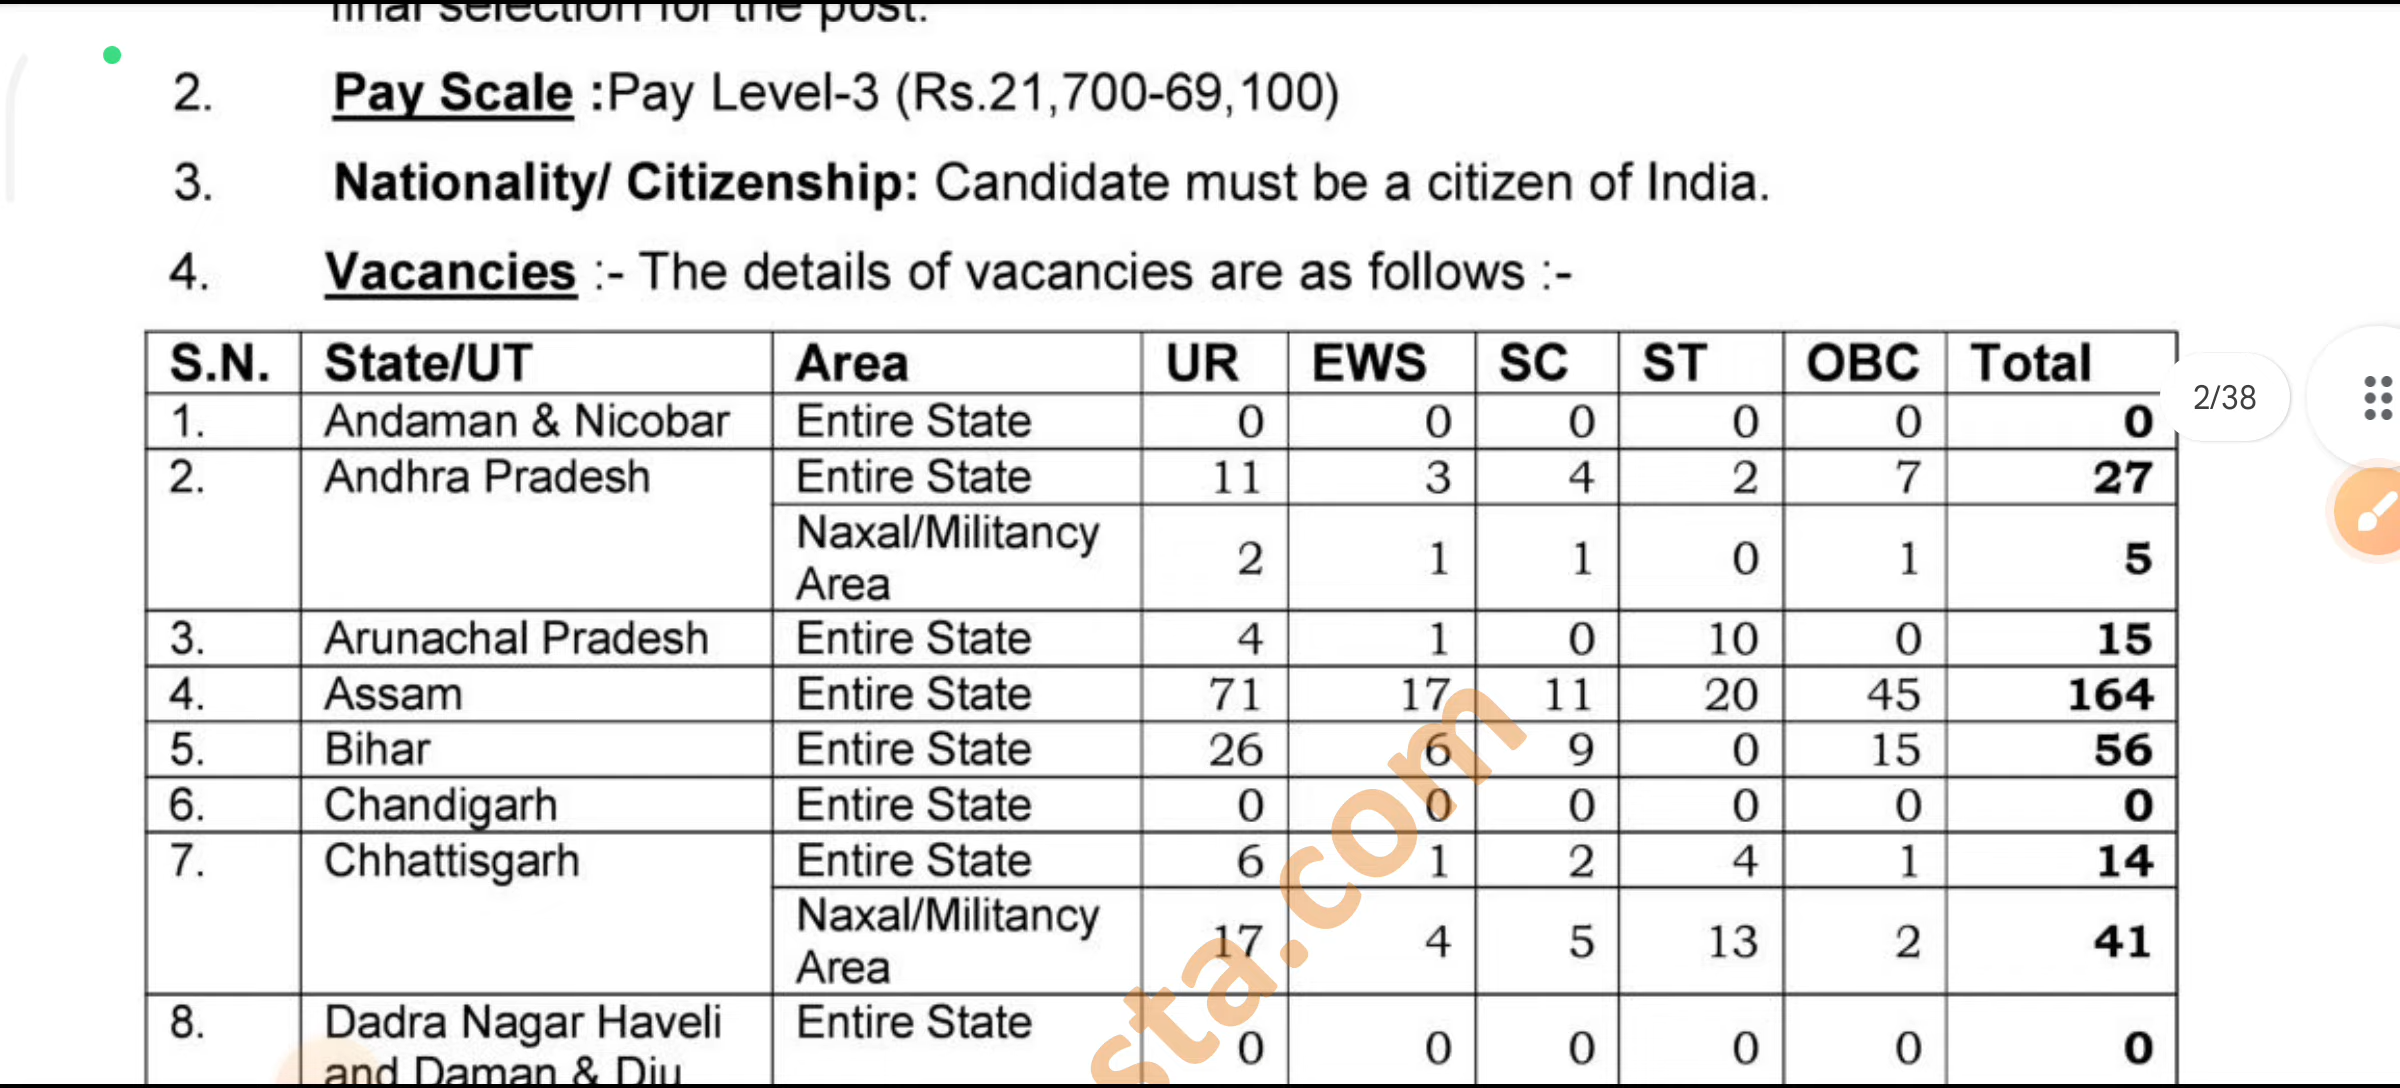 final selection for the post.
2. Pay Scale :Pay Level-3 (Rs.21,700-69,100)
3. Nationality/ Citizenship: Candidate must be a citizen of India.
4. Vacancies :- The details of vacancies are as follows :-
S.N. State/UT Area UR EWS SC ST OBC Total
2/38
1. Andaman & Nicobar Entire State 0 0 0 0 0 0
2. Andhra Pradesh Entire State 11 3 4 2 7 27
Naxal/Militancy
Area 2 1 1 0 1 5
3. Arunachal Pradesh Entire State 4 1 0 10 0 15
4. Assam Entire State 71 17 11 20 45 164
5. Bihar Entire State 26 6 9 0 15 56
6. Chandigarh Entire State 0 0 0 0 0 0
7. Chhattisgarh Entire State 6 1 2 4 1 14
Naxal/Militancy
Area 17 4 5 13 2 41
8. Dadra Nagar Haveli Entire State
and Daman & Diu 0 0 0 0 0 0
sta.com